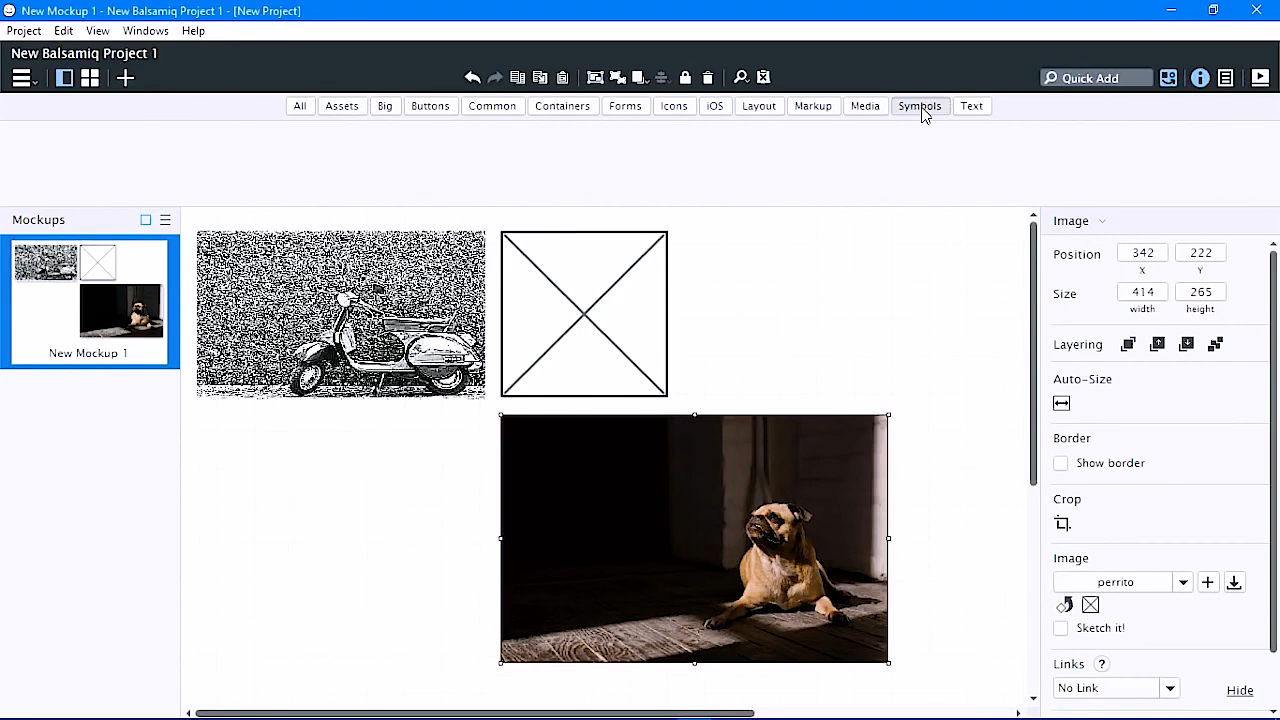 New Mockup 1 - New Balsamiq Project 1 - [New Project]
Project Edit View Windows Help
New Balsamiq Project 1
Quick Add
All Assets Big Buttons Common Containers Forms Icons iOS Layout Markup Media Symbols Text
Mockups
New Mockup 1
Image
Position 342 222
X Y
Size 414 265
width height
Layering
Auto-Size
Border
Show border
Crop
Image
perrito
Sketch it!
Links ?
No Link
Hide